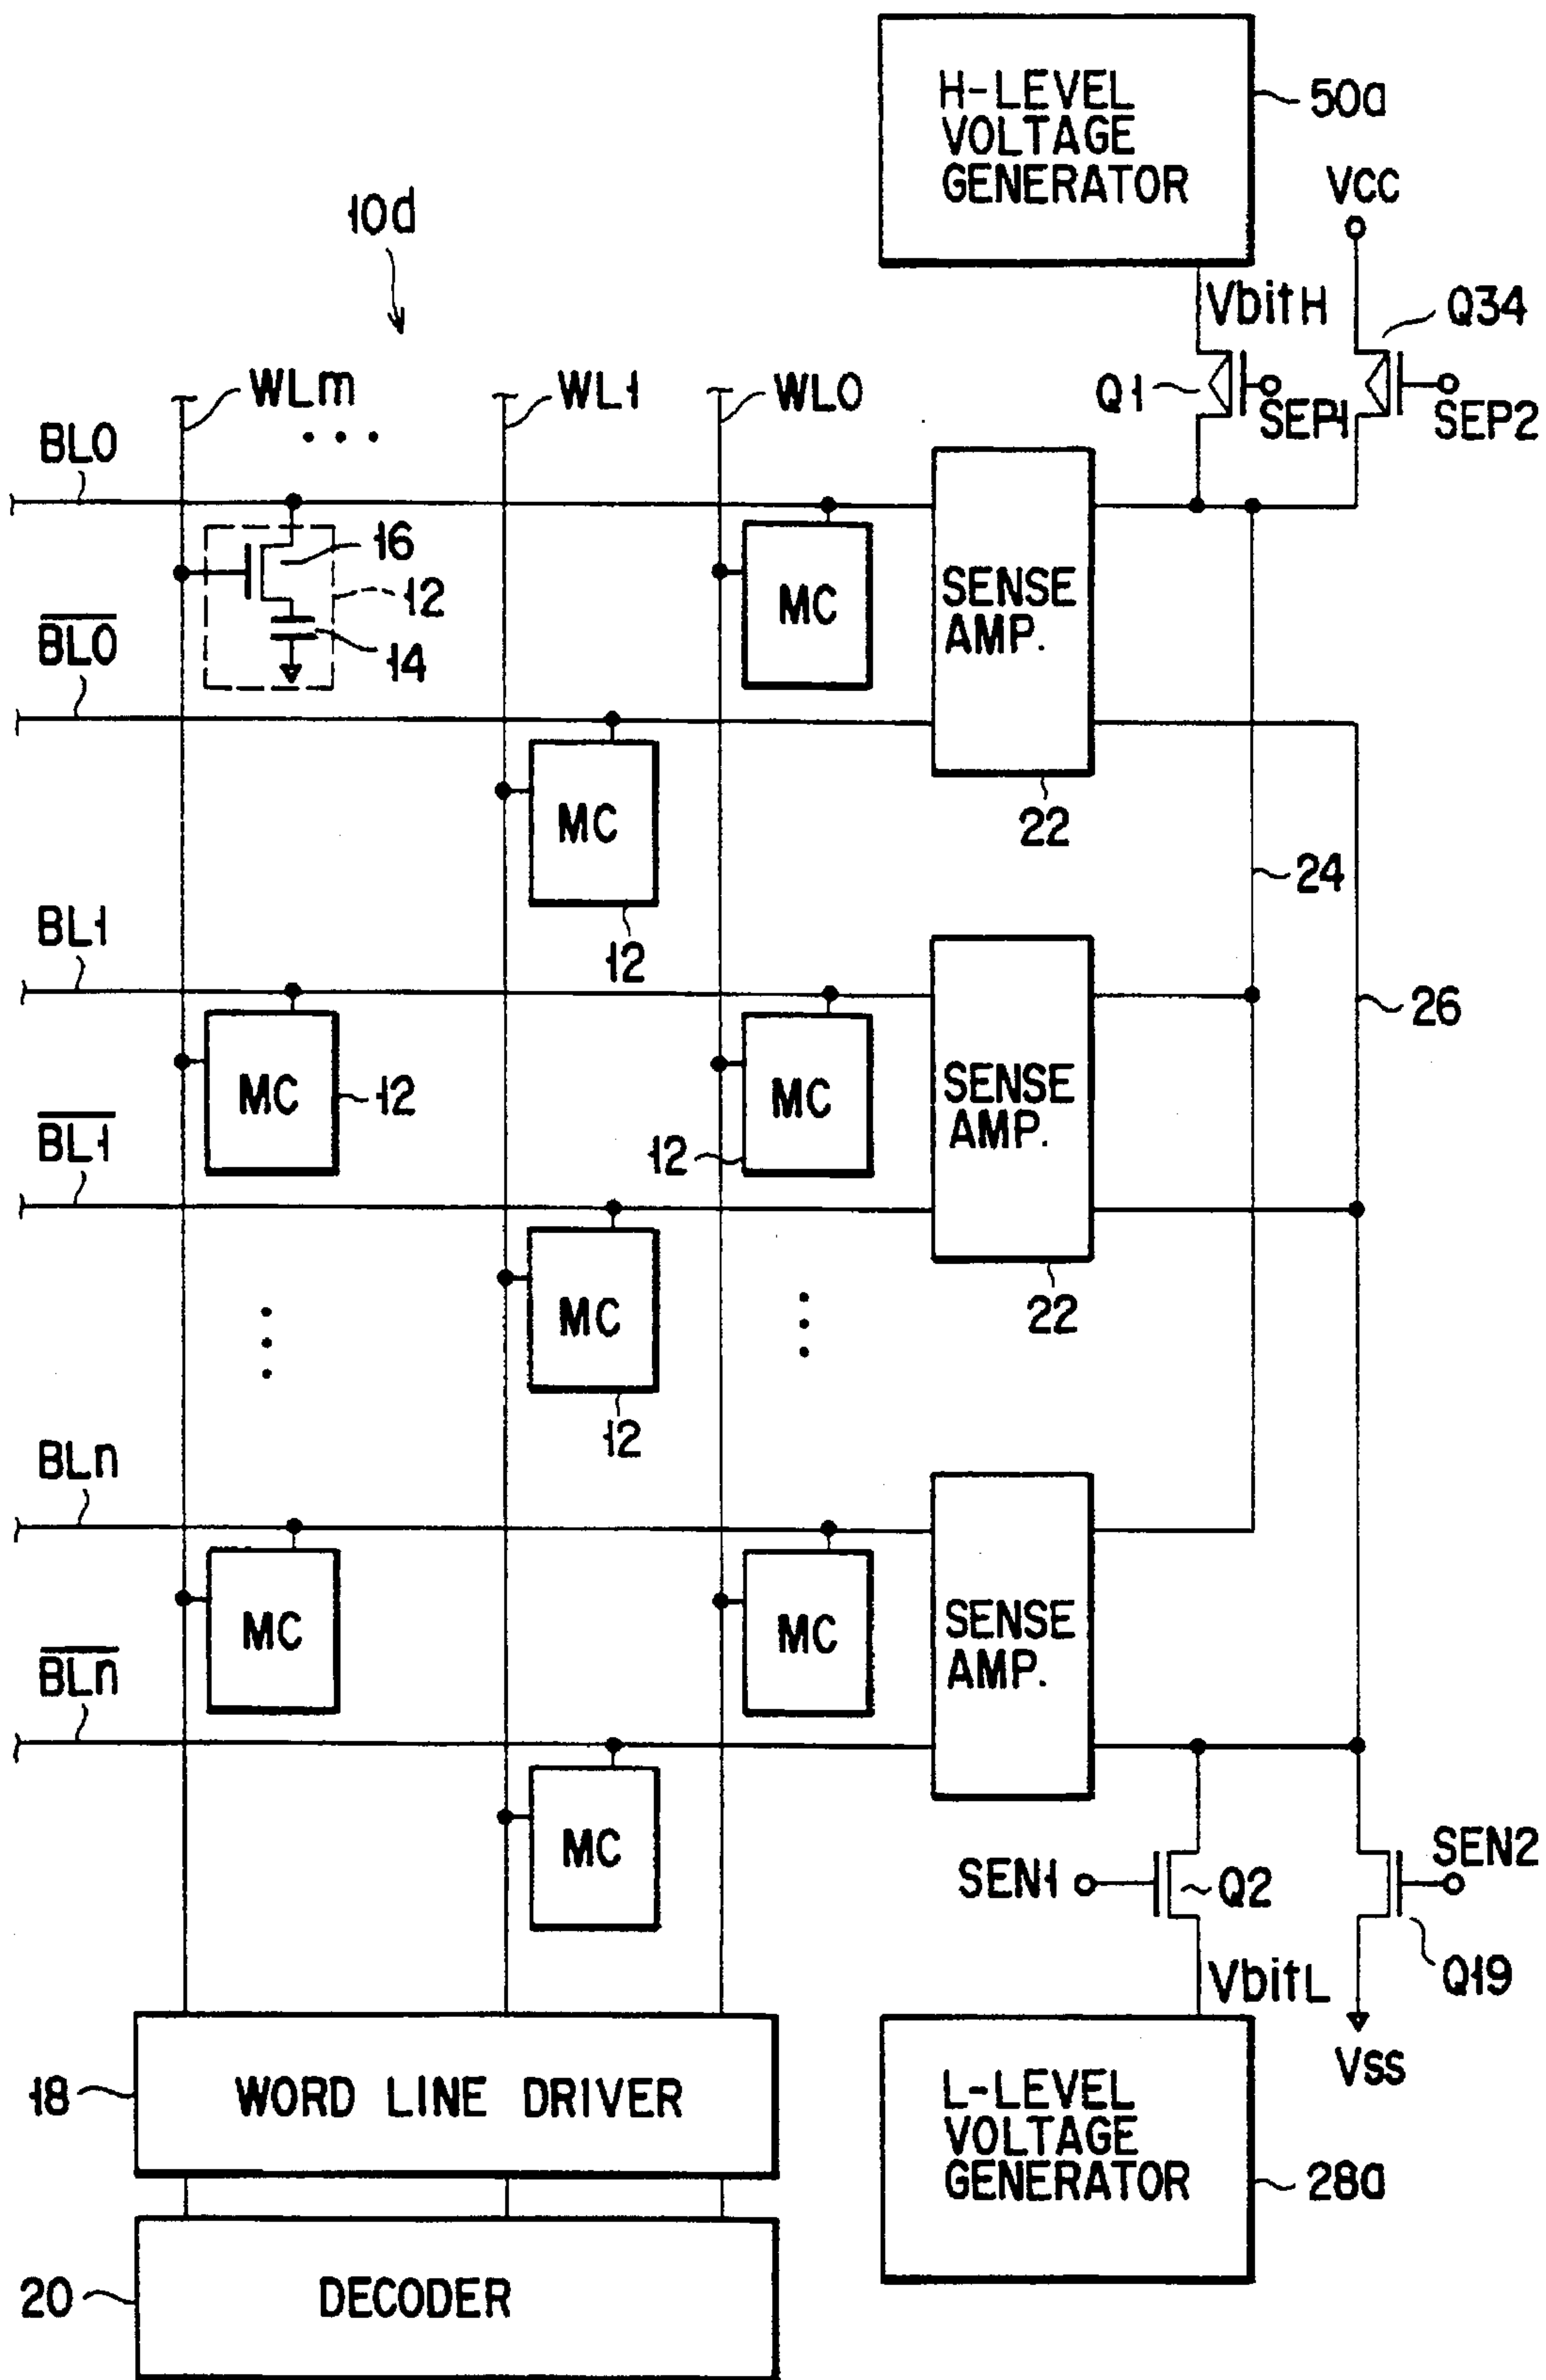 H-LEVEL
VOLTAGE
GENERATOR
50a
VCC
10d
VbitH
Q34
Q1
SEP1
SEP2
WLm
WL1
WL0
BL0
16
12
14
MC
SENSE
AMP.
BL0
MC
22
24
12
BL1
26
MC
12
MC
SENSE
AMP.
12
BL1
MC
22
12
BLn
MC
MC
SENSE
AMP.
BLn
MC
SEN1
Q2
SEN2
VbitL
Q19
18
WORD LINE DRIVER
L-LEVEL
VOLTAGE
GENERATOR
VSS
28a
20
DECODER